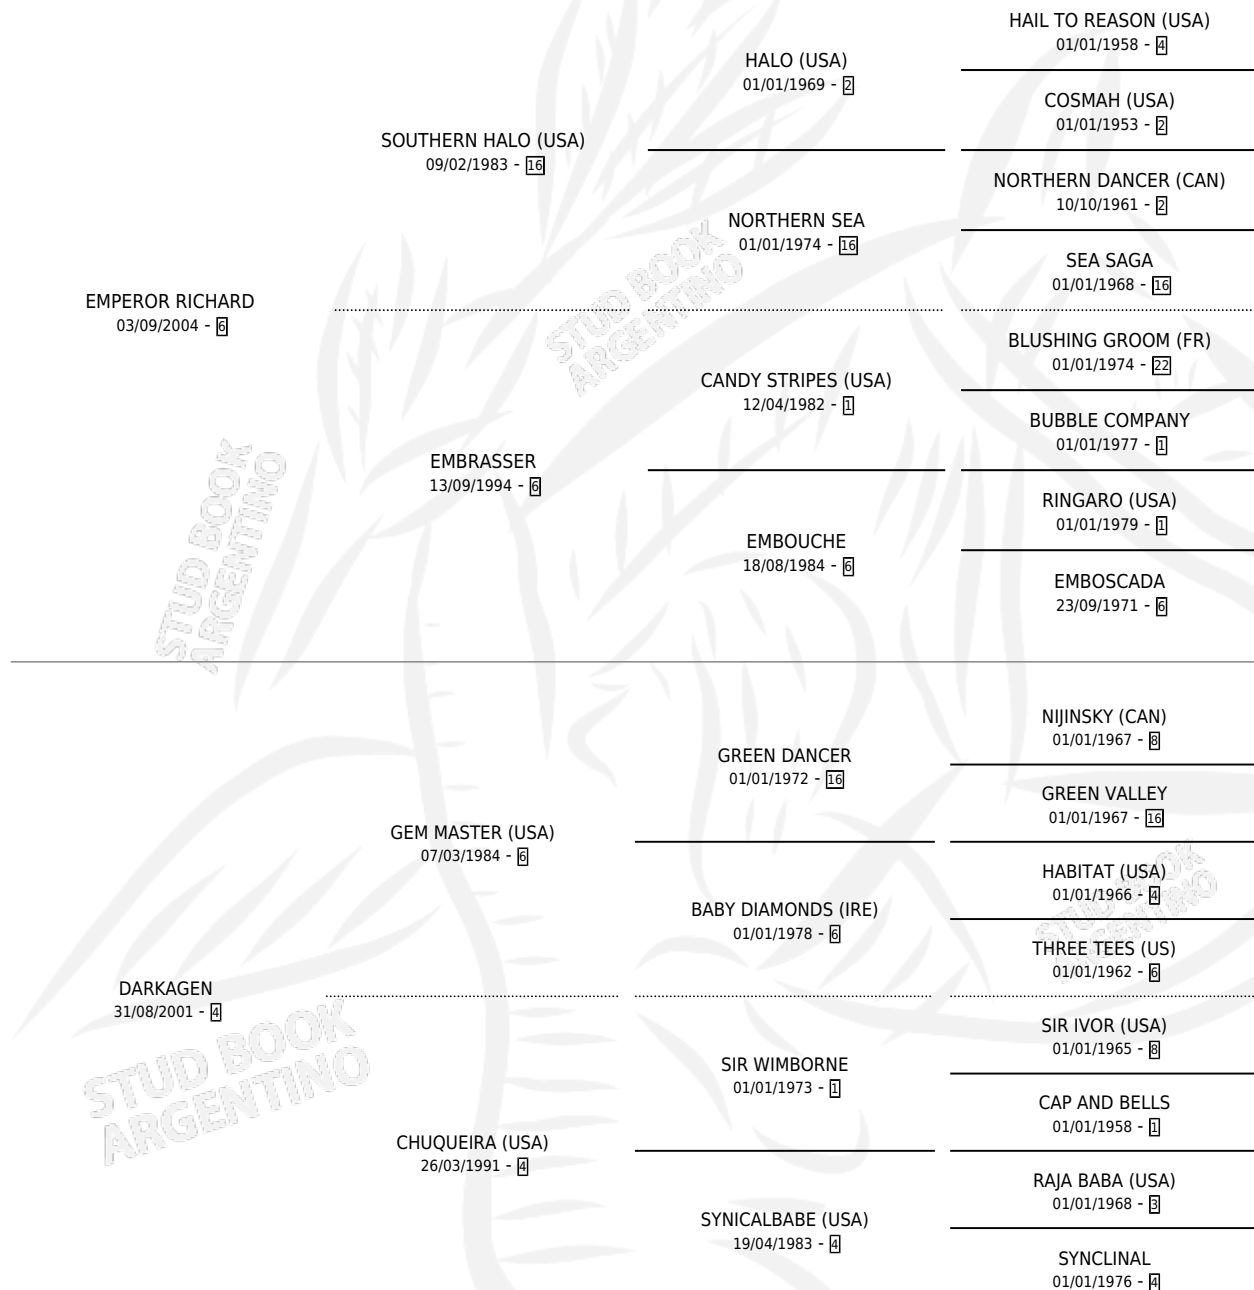 HAIL TO REASON (USA)
01/01/1958 - 4
HALO (USA)
01/01/1969 - 2
COSMAH (USA)
01/01/1953 - 2
SOUTHERN HALO (USA)
09/02/1983 - 16
NORTHERN DANCER (CAN)
10/10/1961 - 2
NORTHERN SEA
01/01/1974 - 16
SEA SAGA
01/01/1968 - 16
EMPEROR RICHARD
03/09/2004 - 6
STUD BOOK
ARGENTINO
BLUSHING GROOM (FR)
01/01/1974 - 22
CANDY STRIPES (USA)
12/04/1982 - 1
BUBBLE COMPANY
01/01/1977 - 1
EMBRASSER
13/09/1994 - 6
RINGARO (USA)
01/01/1979 - 1
EMBOUCHE
18/08/1984 - 6
EMBOSCADA
23/09/1971 - 6
STUD BOOK
ARGENTINO
NIJINSKY (CAN)
01/01/1967 - 8
GREEN DANCER
01/01/1972 - 16
GREEN VALLEY
01/01/1967 - 16
GEM MASTER (USA)
07/03/1984 - 6
HABITAT (USA)
01/01/1966 - 4
BABY DIAMONDS (IRE)
01/01/1978 - 6
STUD BOOK
ARGENTINO
THREE TEES (US)
01/01/1962 - 6
DARKAGEN
31/08/2001 - 4
STUD BOOK
ARGENTINO
SIR IVOR (USA)
01/01/1965 - 8
SIR WIMBORNE
01/01/1973 - 1
CAP AND BELLS
01/01/1958 - 1
CHUQUEIRA (USA)
26/03/1991 - 4
RAJA BABA (USA)
01/01/1968 - 3
SYNICALBABE (USA)
19/04/1983 - 4
SYNCLINAL
01/01/1976 - 4